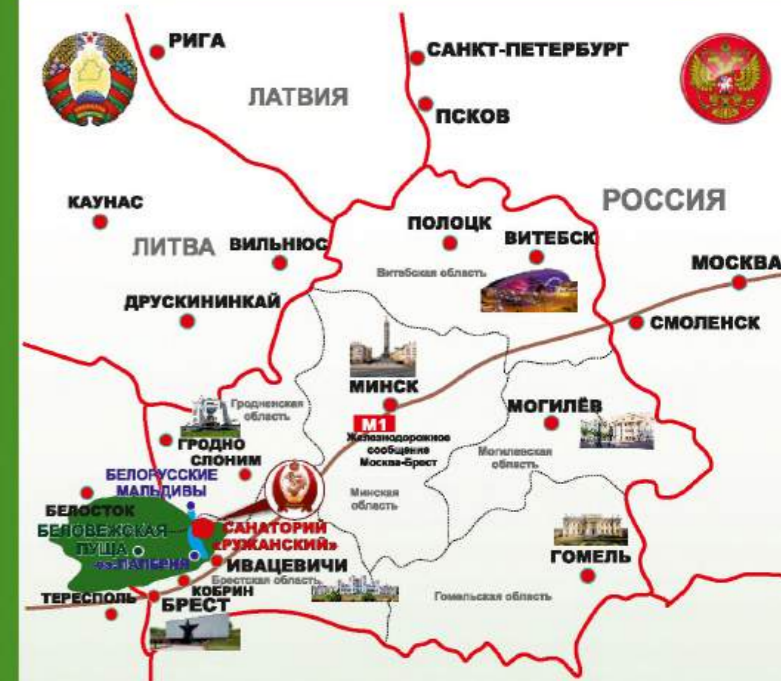 РИГА
САНКТ-ПЕТЕРБУРГ
ЛАТВИЯ
ПСКОВ
КАУНАС
РОССИЯ
ЛИТВА
ВИЛЬНЮС
ПОЛОЦК
ВИТЕБСК
Витебская область
МОСКВА
ДРУСКИНИНКАЙ
СМОЛЕНСК
МИНСК
М1
Железнодорожное
сообщение
Москва-Брест
Гродненская
область
МОГИЛЁВ
Могилевская
область
ГРОДНО
СЛОНИМ
БЕЛОРУССКИЕ
МАЛЬДИВЫ
Минская
область
БЕЛОСТОК
БЕЛОВЕЖСКАЯ
ПУЩА
САНАТОРИЙ
«РУЖАНСКИЙ»
ИВАЦЕВИЧИ
Брестская область
ГОМЕЛЬ
Гомельская область
КОБРИН
ТЕРЕСПОЛЬ
БРЕСТ